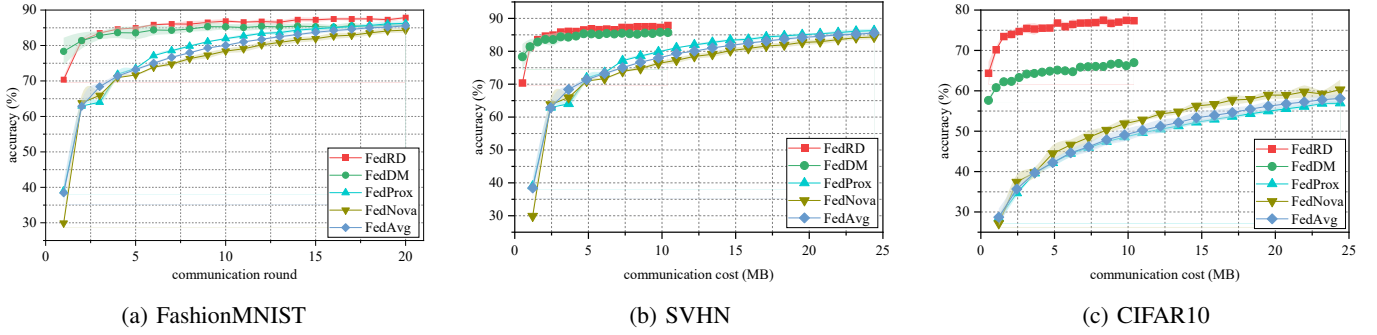 90
80
70
60
50
40
30
accuracy (%)
0
5
10
15
20
communication round
FedRD
FedDM
FedProx
FedNova
FedAvg
(a) FashionMNIST
90
80
70
60
50
40
30
accuracy (%)
0
5
10
15
20
25
communication cost (MB)
FedRD
FedDM
FedProx
FedNova
FedAvg
(b) SVHN
90
80
70
60
50
40
30
accuracy (%)
0
5
10
15
20
25
communication cost (MB)
FedRD
FedDM
FedProx
FedNova
FedAvg
(c) CIFAR10